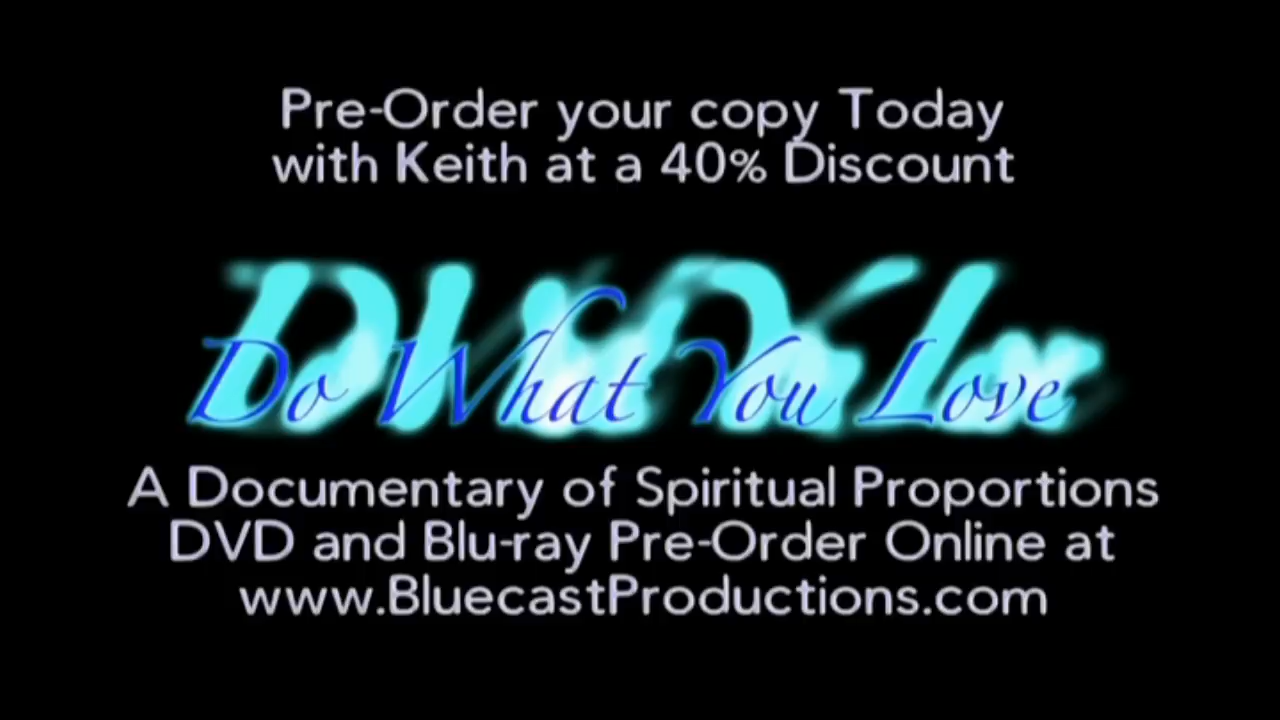 Pre-Order your copy Today
with Keith at a 40% Discount
Do What You Love
A Documentary of Spiritual Proportions
DVD and Blu-ray Pre-Order Online at
www.BluecastProductions.com